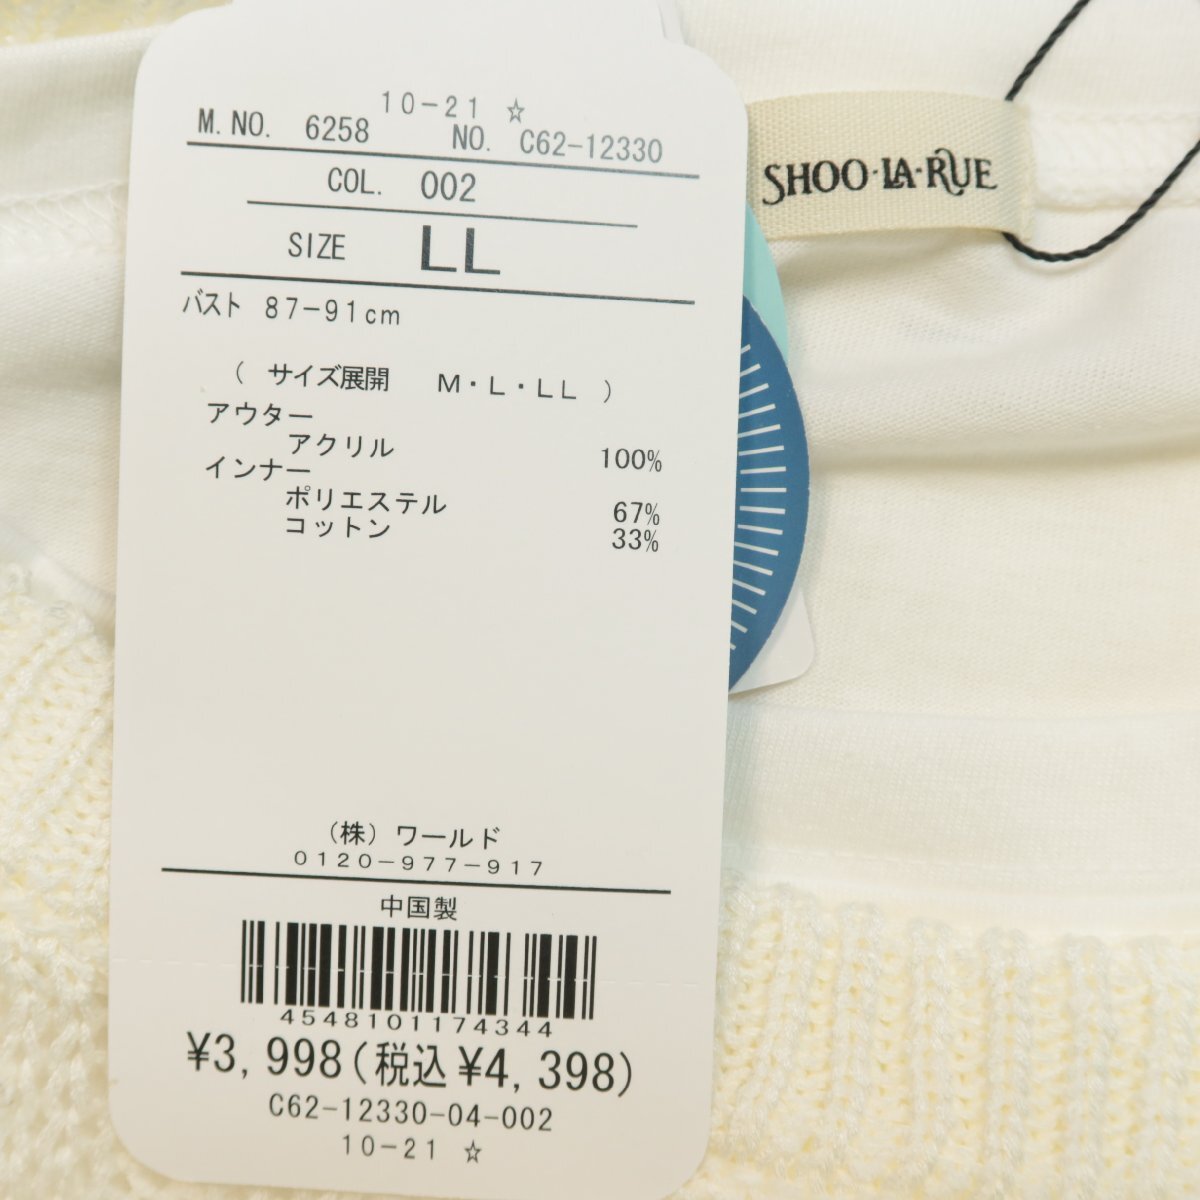 10-21 ☆
M.NO. 6258 NO. C62-12330
COL. 002
SIZE LL
バスト 87-91cm
( サイズ展開 M・L・LL )
アウター
アクリル 100%
インナー
ポリエステル 67%
コットン 33%
(株)ワールド
0120-977-917
中国製
4548101174344
¥3,998(税込¥4,398)
C62-12330-04-002
10-21 ☆
SHOO・LA・RUE